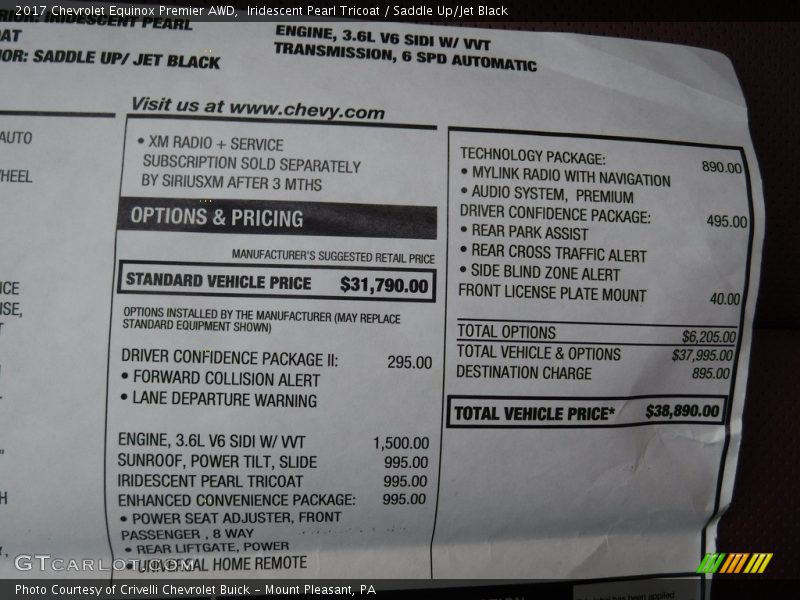 2017 Chevrolet Equinox Premier AWD, Iridescent Pearl Tricoat / Saddle Up/Jet Black
IRIDESCENT PEARL
OAT
IOR: SADDLE UP/ JET BLACK
ENGINE, 3.6L V6 SIDI W/ VVT
TRANSMISSION, 6 SPD AUTOMATIC
AUTO
HEEL
Visit us at www.chevy.com
• XM RADIO + SERVICE
SUBSCRIPTION SOLD SEPARATELY
BY SIRIUSXM AFTER 3 MTHS
OPTIONS & PRICING
MANUFACTURER'S SUGGESTED RETAIL PRICE
STANDARD VEHICLE PRICE $31,790.00
OPTIONS INSTALLED BY THE MANUFACTURER (MAY REPLACE
STANDARD EQUIPMENT SHOWN)
DRIVER CONFIDENCE PACKAGE II: 295.00
• FORWARD COLLISION ALERT
• LANE DEPARTURE WARNING
ENGINE, 3.6L V6 SIDI W/ VVT 1,500.00
SUNROOF, POWER TILT, SLIDE 995.00
IRIDESCENT PEARL TRICOAT 995.00
ENHANCED CONVENIENCE PACKAGE: 995.00
• POWER SEAT ADJUSTER, FRONT
PASSENGER , 8 WAY
• REAR LIFTGATE, POWER
• UNIVERSAL HOME REMOTE
TECHNOLOGY PACKAGE: 890.00
• MYLINK RADIO WITH NAVIGATION
• AUDIO SYSTEM, PREMIUM
DRIVER CONFIDENCE PACKAGE: 495.00
• REAR PARK ASSIST
• REAR CROSS TRAFFIC ALERT
• SIDE BLIND ZONE ALERT
FRONT LICENSE PLATE MOUNT 40.00
TOTAL OPTIONS $6,205.00
TOTAL VEHICLE & OPTIONS $37,995.00
DESTINATION CHARGE 895.00
TOTAL VEHICLE PRICE* $38,890.00
GTCARLOT.COM
Photo Courtesy of Crivelli Chevrolet Buick - Mount Pleasant, PA